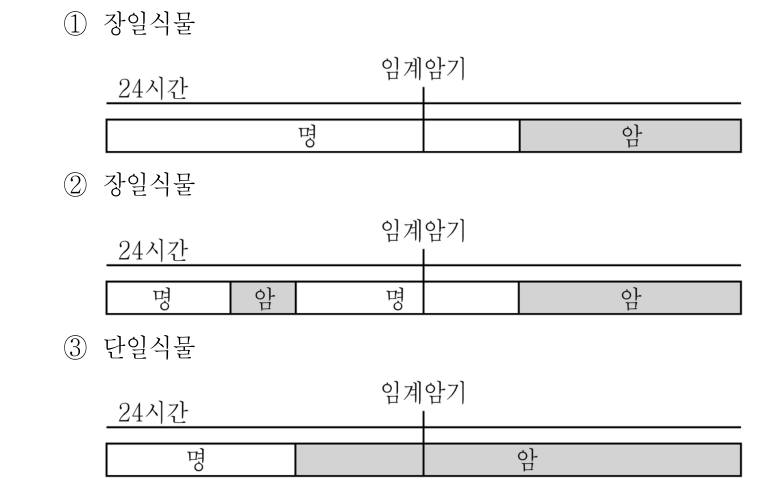 ① 장일식물
임계암기
24시간
명 암
② 장일식물
임계암기
24시간
명 암 명 암
③ 단일식물
임계암기
24시간
명 암